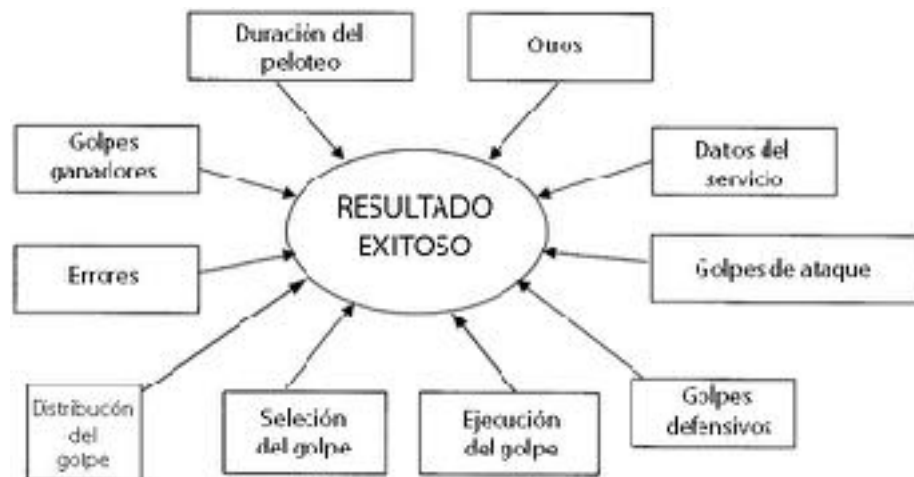 Duración del
peloteo
Otros
Golpes
ganadores
Datos del
servicio
RESULTADO
EXITOSO
Errores
Golpes de ataque
Distribucón
del
golpe
Seleción
del golpe
Ejecución
del golpe
Golpes
defensivos